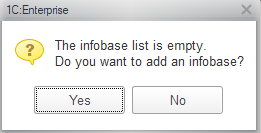 1C:Enterprise
The infobase list is empty.
Do you want to add an infobase?
Yes
No